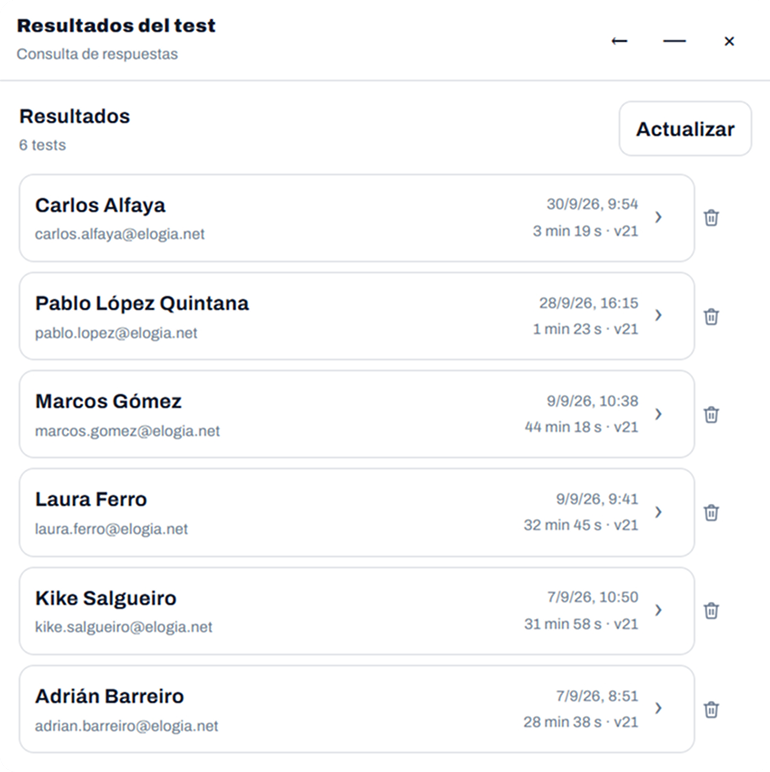 Resultados del test
Consulta de respuestas
Resultados
6 tests
Actualizar
Carlos Alfaya
carlos.alfaya@elogia.net
30/9/26, 9:54
3 min 19 s · v21
Pablo López Quintana
pablo.lopez@elogia.net
28/9/26, 16:15
1 min 23 s · v21
Marcos Gómez
marcos.gomez@elogia.net
9/9/26, 10:38
44 min 18 s · v21
Laura Ferro
laura.ferro@elogia.net
9/9/26, 9:41
32 min 45 s · v21
Kike Salgueiro
kike.salgueiro@elogia.net
7/9/26, 10:50
31 min 58 s · v21
Adrián Barreiro
adrian.barreiro@elogia.net
7/9/26, 8:51
28 min 38 s · v21